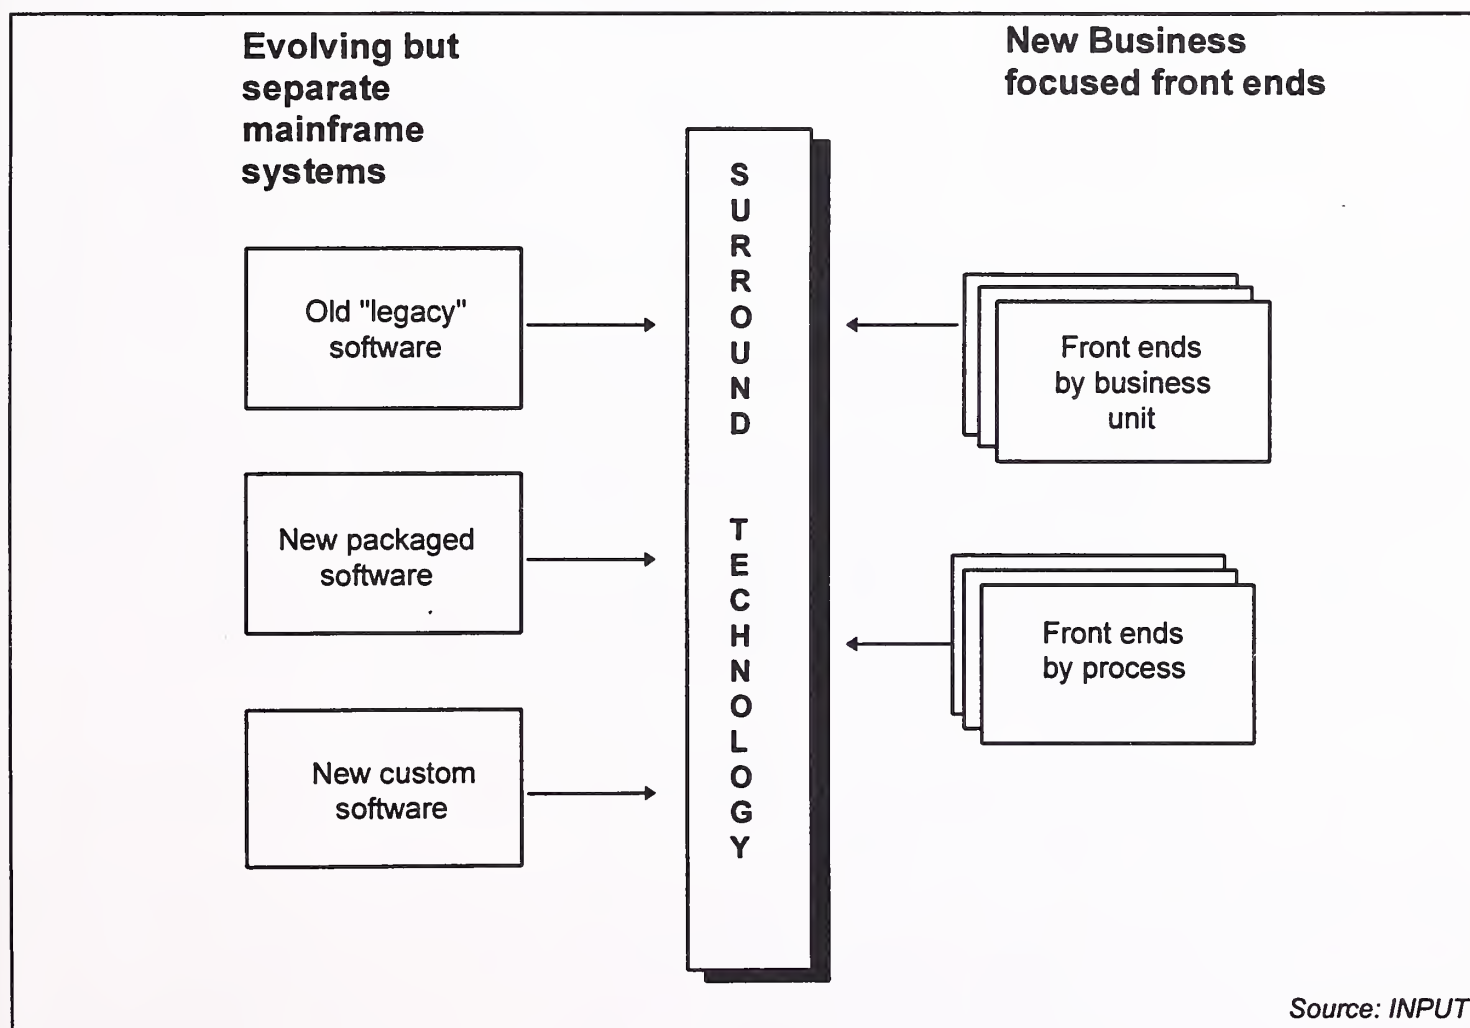 Evolving but
separate
mainframe
systems
New Business
focused front ends
Old "legacy"
software
New packaged
software
New custom
software
S
U
R
R
O
U
N
D
T
E
C
H
N
O
L
O
G
Y
Front ends
by business
unit
Front ends
by process
Source: INPUT